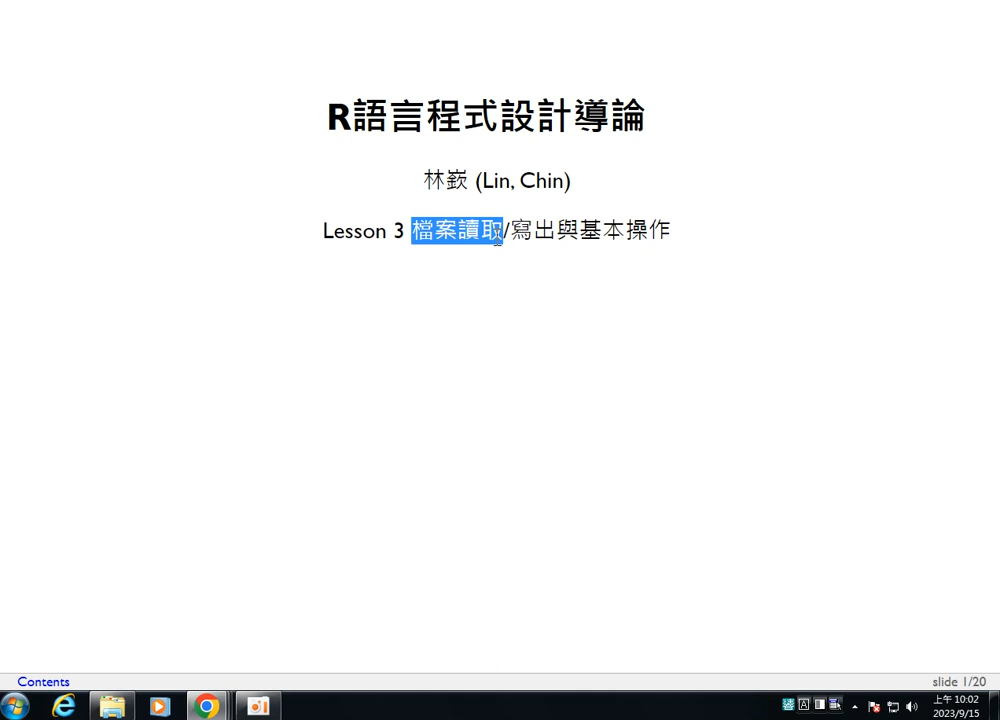 R語言程式設計導論
林嶔 (Lin, Chin)
Lesson 3 檔案讀取/寫出與基本操作
Contents
slide 1/20
上午 10:02
2023/9/15